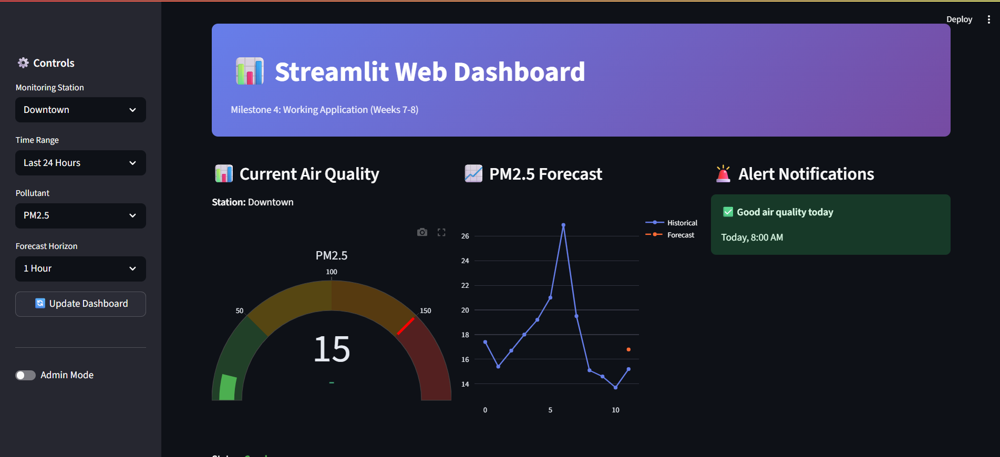 Deploy
Controls
Monitoring Station
Downtown
Time Range
Last 24 Hours
Pollutant
PM2.5
Forecast Horizon
1 Hour
Update Dashboard
Admin Mode
Streamlit Web Dashboard
Milestone 4: Working Application (Weeks 7-8)
Current Air Quality
Station: Downtown
PM2.5
50
100
150
15
-
PM2.5 Forecast
Historical
Forecast
26
24
22
20
18
16
14
0
5
10
Alert Notifications
Good air quality today
Today, 8:00 AM